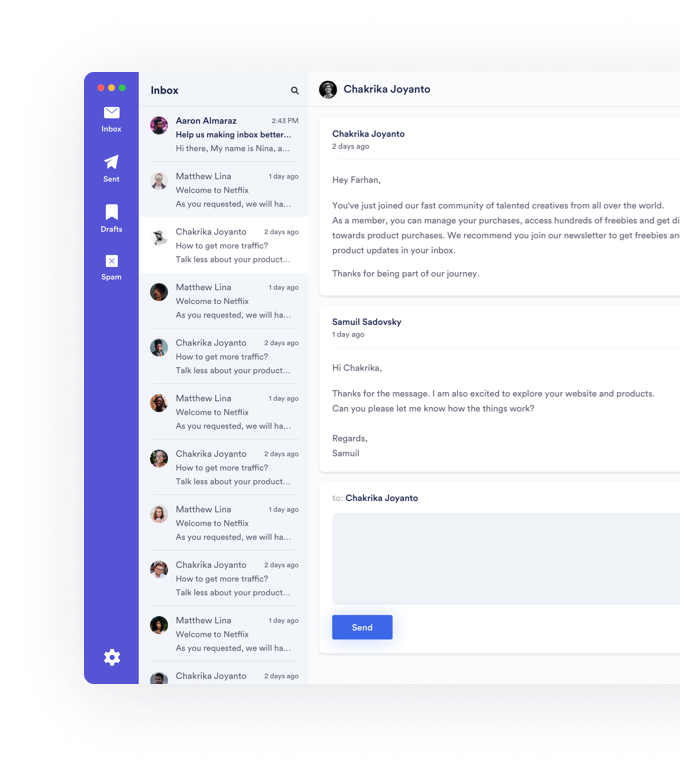 Inbox
Sent
Drafts
Spam
Inbox
Aaron Almaraz 2:43 PM
Help us making inbox better...
Hi there, My name is Nina, a...
Matthew Lina 1 day ago
Welcome to Netflix
As you requested, we will ha...
Chakrika Joyanto 2 days ago
How to get more traffic?
Talk less about your product...
Matthew Lina 1 day ago
Welcome to Netflix
As you requested, we will ha...
Chakrika Joyanto 2 days ago
How to get more traffic?
Talk less about your product...
Matthew Lina 1 day ago
Welcome to Netflix
As you requested, we will ha...
Chakrika Joyanto 2 days ago
How to get more traffic?
Talk less about your product...
Matthew Lina 1 day ago
Welcome to Netflix
As you requested, we will ha...
Chakrika Joyanto 2 days ago
How to get more traffic?
Talk less about your product...
Matthew Lina 1 day ago
Welcome to Netflix
As you requested, we will ha...
Chakrika Joyanto 2 days ago
Chakrika Joyanto
Chakrika Joyanto
2 days ago
Hey Farhan,
You've just joined our fast community of talented creatives from all over the world.
As a member, you can manage your purchases, access hundreds of freebies and get di
towards product purchases. We recommend you join our newsletter to get freebies an
product updates in your inbox.
Thanks for being part of our journey.
Samuil Sadovsky
1 day ago
Hi Chakrika,
Thanks for the message. I am also excited to explore your website and products.
Can you please let me know how the things work?
Regards,
Samuil
to: Chakrika Joyanto
Send